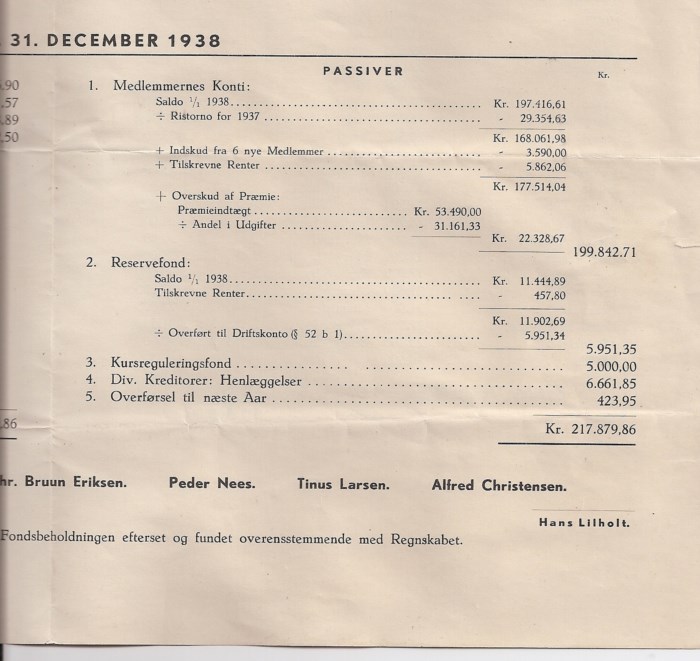 31. DECEMBER 1938
PASSIVER
Kr.
.90
.57
.89
.50
1. Medlemmernes Konti:
Saldo 1/1 1938 Kr. 197.416,61
÷ Ristorno for 1937 - 29.354,63
Kr. 168.061,98
+ Indskud fra 6 nye Medlemmer - 3.590,00
+ Tilskrevne Renter - 5.862,06
Kr. 177.514,04
+ Overskud af Præmie:
Præmieindtægt Kr. 53.490,00
÷ Andel i Udgifter - 31.161,33
Kr. 22.328,67
199.842.71
2. Reservefond:
Saldo 1/1 1938 Kr. 11.444,89
Tilskrevne Renter - 457,80
Kr. 11.902,69
÷ Overført til Driftskonto (§ 52 b 1) - 5.951,34
5.951,35
3. Kursreguleringsfond 5.000,00
4. Div. Kreditorer: Henlæggelser 6.661,85
5. Overførsel til næste Aar 423,95
.86
Kr. 217.879,86
hr. Bruun Eriksen. Peder Nees. Tinus Larsen. Alfred Christensen.
Hans Lilholt.
Fondsbeholdningen efterset og fundet overensstemmende med Regnskabet.